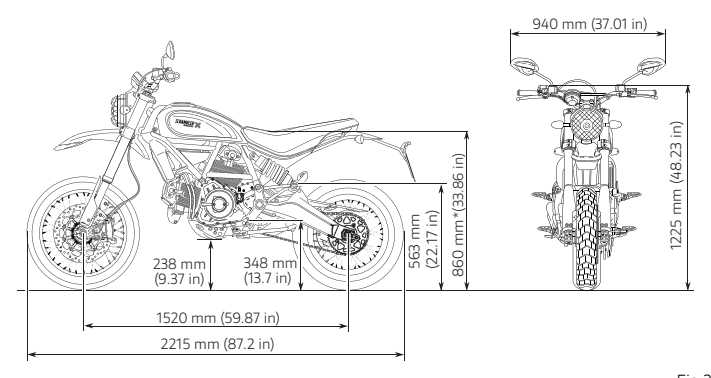 940 mm (37.01 in)
SCRAMBLER
1225 mm (48.23 in)
860 mm*(33.86 in)
563 mm
(22.17 in)
238 mm
(9.37 in)
348 mm
(13.7 in)
1520 mm (59.87 in)
2215 mm (87.2 in)